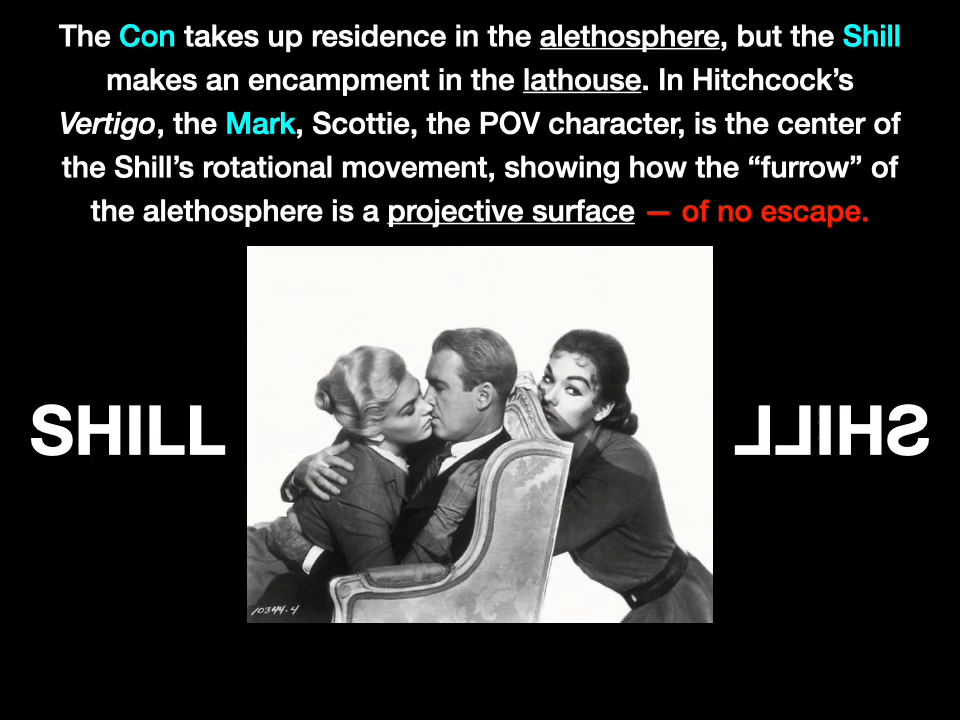 The Con takes up residence in the alethosphere, but the Shill
makes an encampment in the lathouse. In Hitchcock’s
Vertigo, the Mark, Scottie, the POV character, is the center of
the Shill’s rotational movement, showing how the “furrow” of
the alethosphere is a projective surface — of no escape.
SHILL
SHILL
10344-4